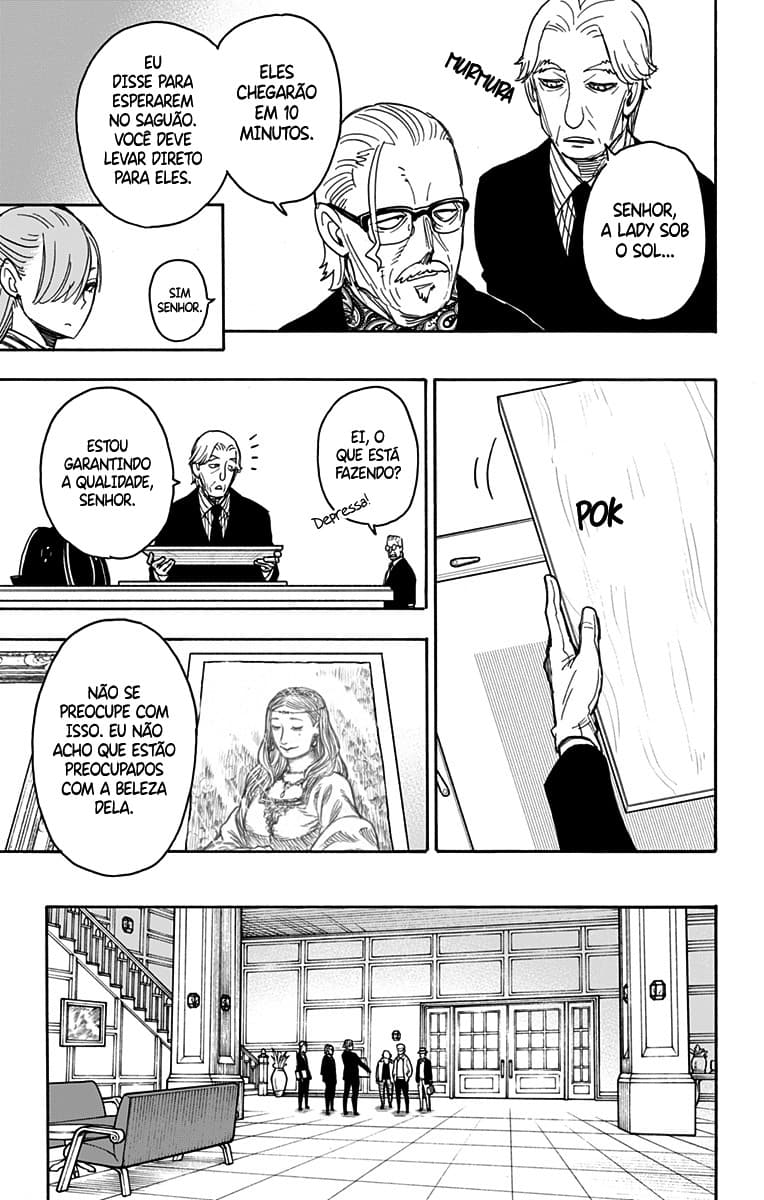 MURMURA
SENHOR,
A LADY SOB
O SOL...
ELES
CHEGARÃO
EM 10
MINUTOS.
EU
DISSE PARA
ESPERAREM
NO SAGUÃO.
VOCÊ DEVE
LEVAR DIRETO
PARA ELES.
SIM
SENHOR.
POK
EI, O
QUE ESTÁ
FAZENDO?
Depressa!
ESTOU
GARANTINDO
A QUALIDADE,
SENHOR.
NÃO SE
PREOCUPE COM
ISSO. EU NÃO
ACHO QUE ESTÃO
PREOCUPADOS
COM A BELEZA
DELA.